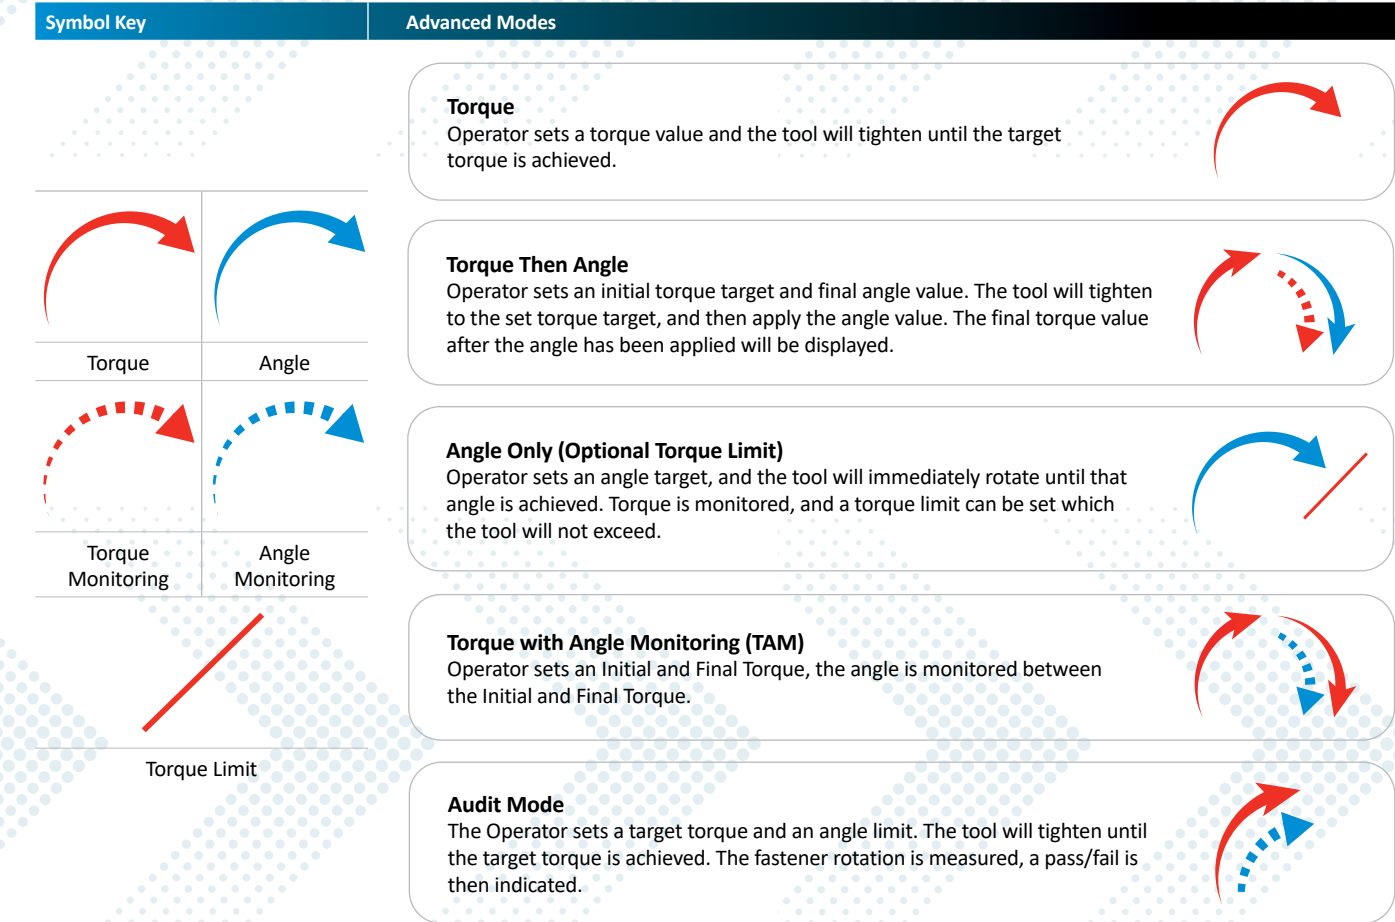 Symbol Key
Advanced Modes
Torque
Angle
Torque
Monitoring
Angle
Monitoring
Torque Limit
Torque
Operator sets a torque value and the tool will tighten until the target
torque is achieved.
Torque Then Angle
Operator sets an initial torque target and final angle value. The tool will tighten
to the set torque target, and then apply the angle value. The final torque value
after the angle has been applied will be displayed.
Angle Only (Optional Torque Limit)
Operator sets an angle target, and the tool will immediately rotate until that
angle is achieved. Torque is monitored, and a torque limit can be set which
the tool will not exceed.
Torque with Angle Monitoring (TAM)
Operator sets an Initial and Final Torque, the angle is monitored between
the Initial and Final Torque.
Audit Mode
The Operator sets a target torque and an angle limit. The tool will tighten until
the target torque is achieved. The fastener rotation is measured, a pass/fail is
then indicated.